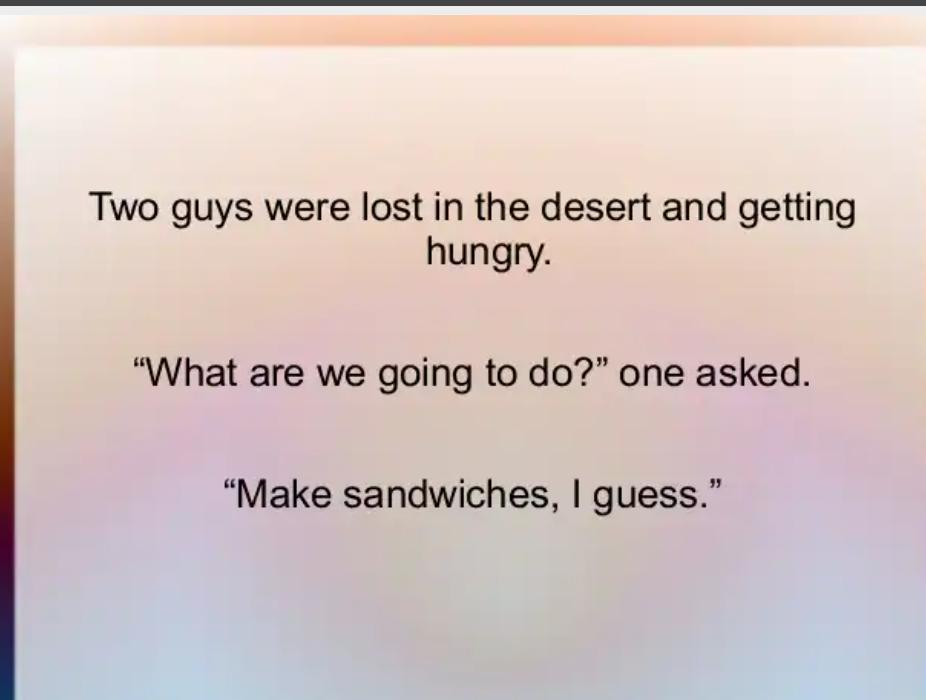 Two guys were lost in the desert and getting
hungry.
“What are we going to do?” one asked.
“Make sandwiches, I guess.”